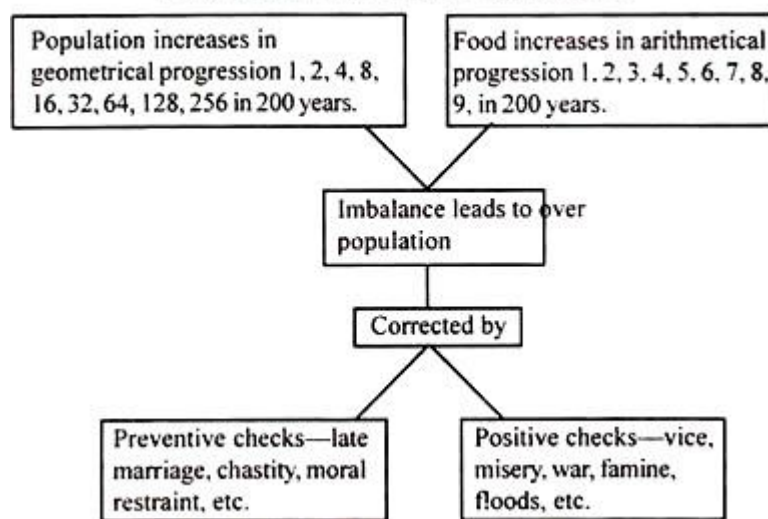 Population increases in
geometrical progression 1, 2, 4, 8,
16, 32, 64, 128, 256 in 200 years.
Food increases in arithmetical
progression 1, 2, 3, 4, 5, 6, 7, 8,
9, in 200 years.
Imbalance leads to over
population
Corrected by
Preventive checks—late
marriage, chastity, moral
restraint, etc.
Positive checks—vice,
misery, war, famine,
floods, etc.